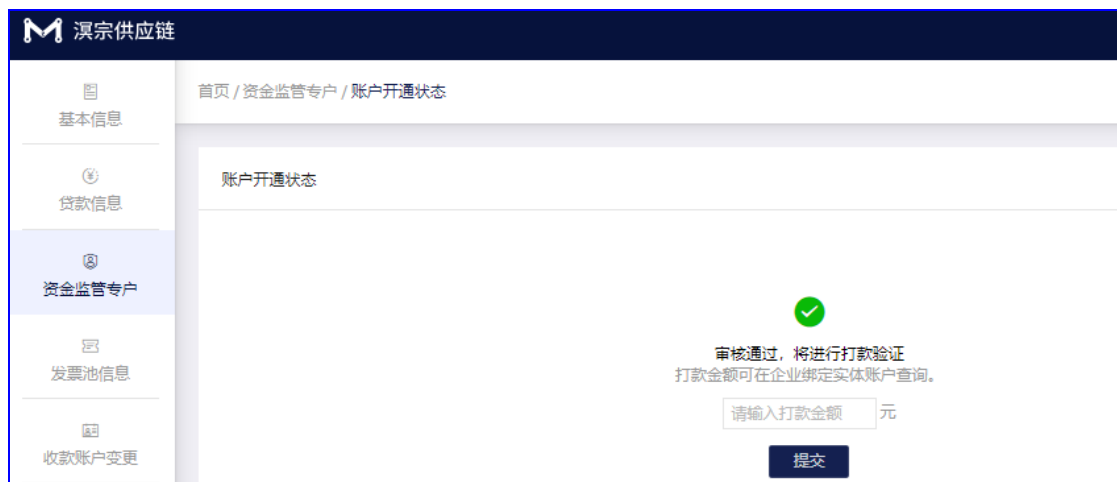 溟宗供应链
基本信息
贷款信息
资金监管专户
发票池信息
收款账户变更
首页 / 资金监管专户 / 账户开通状态
账户开通状态
审核通过，将进行打款验证
打款金额可在企业绑定实体账户查询。
请输入打款金额 元
提交